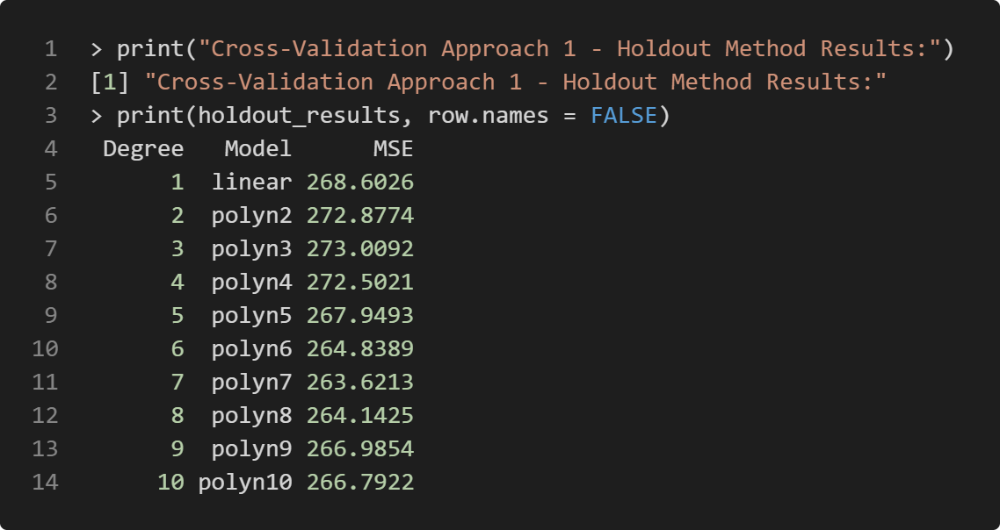 1 > print("Cross-Validation Approach 1 - Holdout Method Results:")
2 [1] "Cross-Validation Approach 1 - Holdout Method Results:"
3 > print(holdout_results, row.names = FALSE)
4 Degree Model MSE
5 1 linear 268.6026
6 2 polyn2 272.8774
7 3 polyn3 273.0092
8 4 polyn4 272.5021
9 5 polyn5 267.9493
10 6 polyn6 264.8389
11 7 polyn7 263.6213
12 8 polyn8 264.1425
13 9 polyn9 266.9854
14 10 polyn10 266.7922